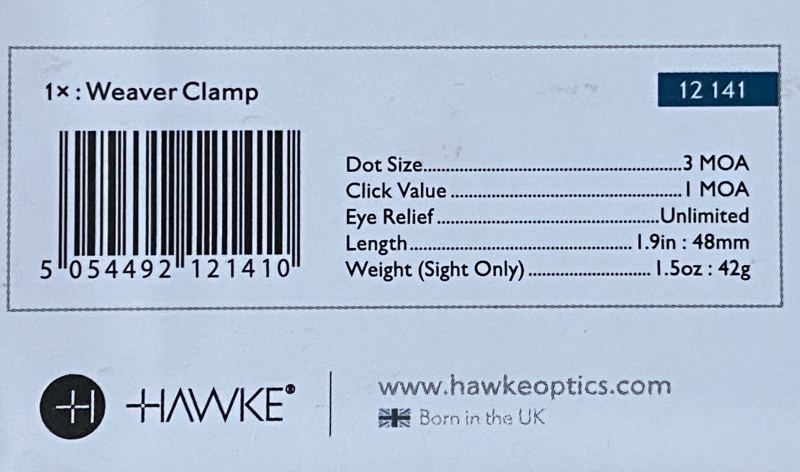 1× : Weaver Clamp
12 141
Dot Size..........................................3 MOA
Click Value.....................................1 MOA
Eye Relief.................................Unlimited
Length..................................1.9in : 48mm
Weight (Sight Only)....................1.5oz : 42g
5 054492 121410
HAWKE®
www.hawkeoptics.com
Born in the UK